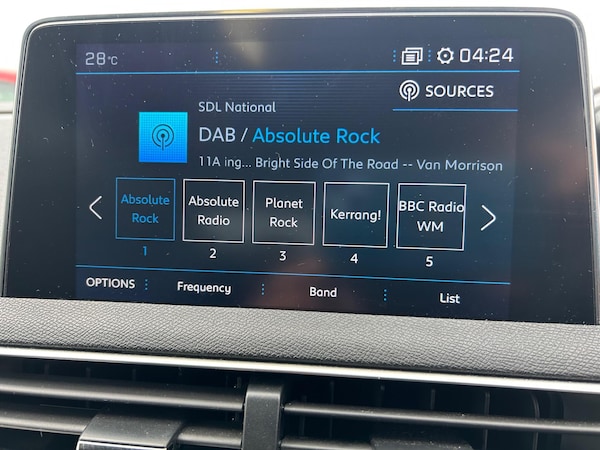 28°C
04:24
SOURCES
SDL National
DAB / Absolute Rock
11A ing... Bright Side Of The Road -- Van Morrison
Absolute Rock
Absolute Radio
Planet Rock
Kerrang!
BBC Radio WM
1
2
3
4
5
OPTIONS
Frequency
Band
List